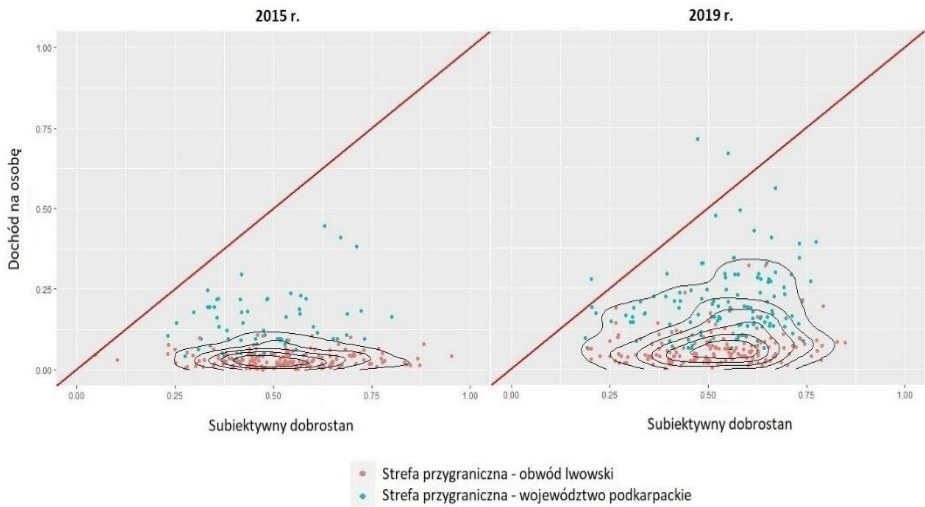 2015 r.
2019 r.
Dochód na osobę
1.00
0.75
0.50
0.25
0.00
0.00 0.25 0.50 0.75 1.00
0.00 0.25 0.50 0.75 1.00
Subiektywny dobrostan
Subiektywny dobrostan
Strefa przygraniczna - obwód lwowski
Strefa przygraniczna - województwo podkarpackie